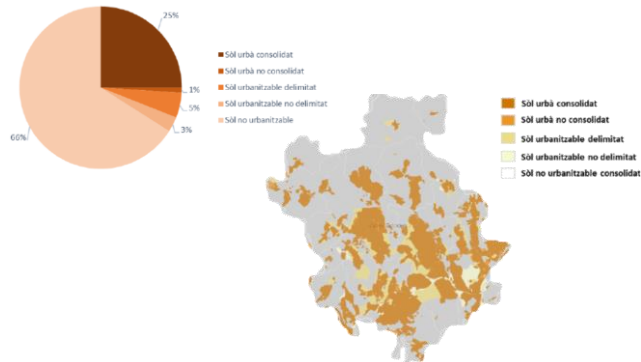 25%
1%
5%
3%
66%
Sòl urbà consolidat
Sòl urbà no consolidat
Sòl urbanitzable delimitat
Sòl urbanitzable no delimitat
Sòl no urbanitzable
Sòl urbà consolidat
Sòl urbà no consolidat
Sòl urbanitzable delimitat
Sòl urbanitzable no delimitat
Sòl no urbanitzable consolidat